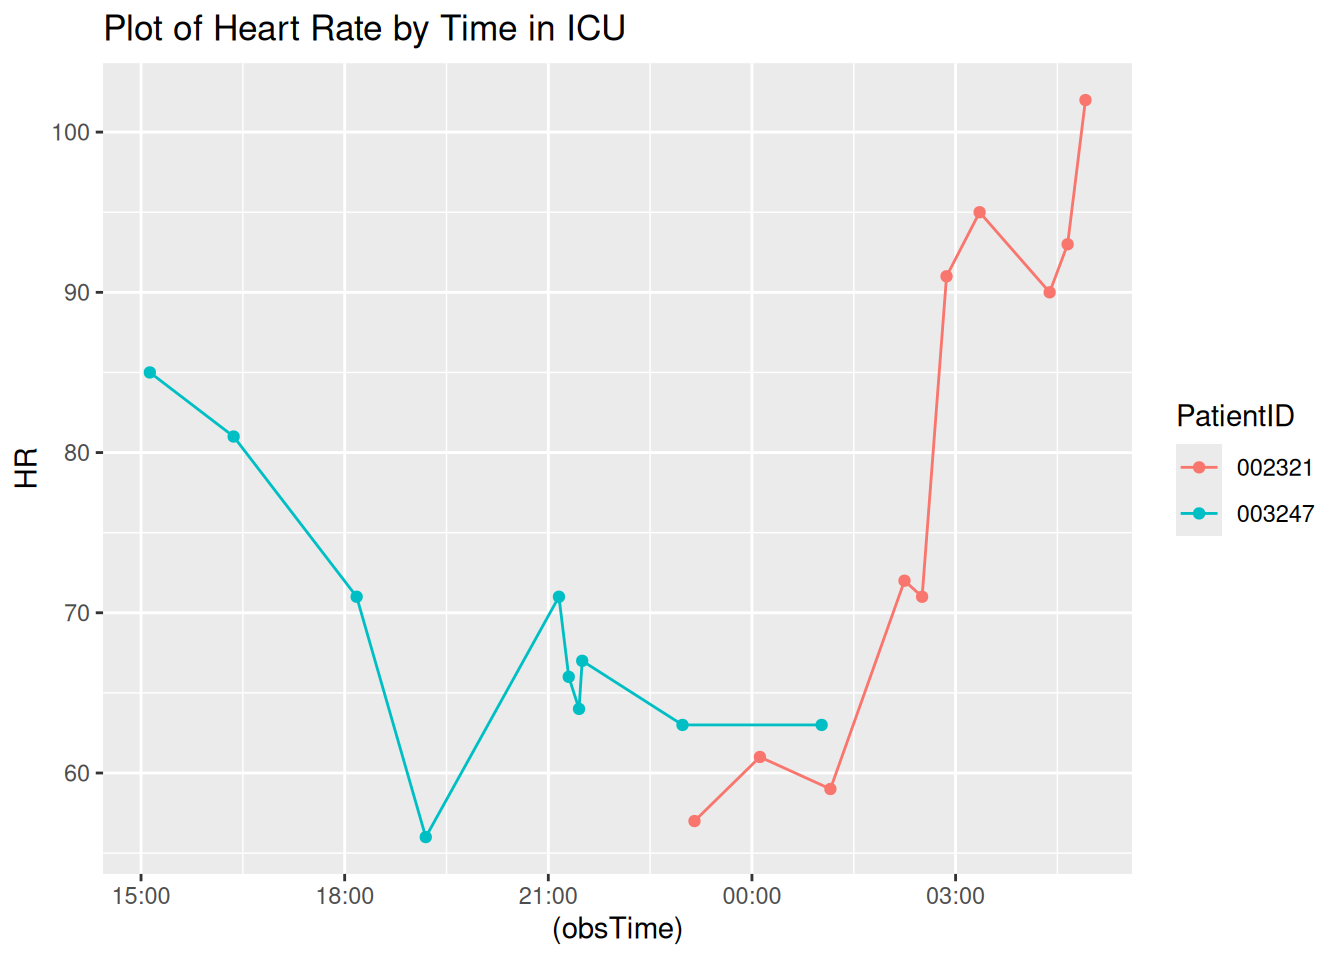 Plot of Heart Rate by Time in ICU
100
90
80
70
60
HR
15:00 18:00 21:00 00:00 03:00
(obsTime)
PatientID
002321
003247